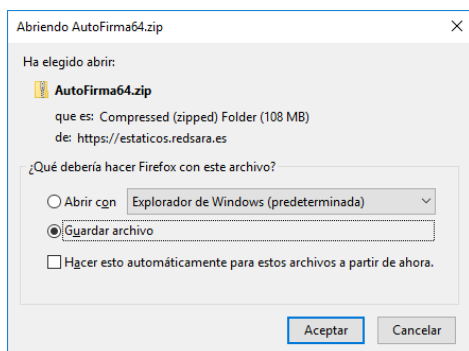 Abriendo AutoFirma64.zip
Ha elegido abrir:
AutoFirma64.zip
que es: Compressed (zipped) Folder (108 MB)
de: https://estaticos.redsara.es
¿Qué debería hacer Firefox con este archivo?
Abrir con Explorador de Windows (predeterminada)
Guardar archivo
Hacer esto automáticamente para estos archivos a partir de ahora.
Aceptar Cancelar